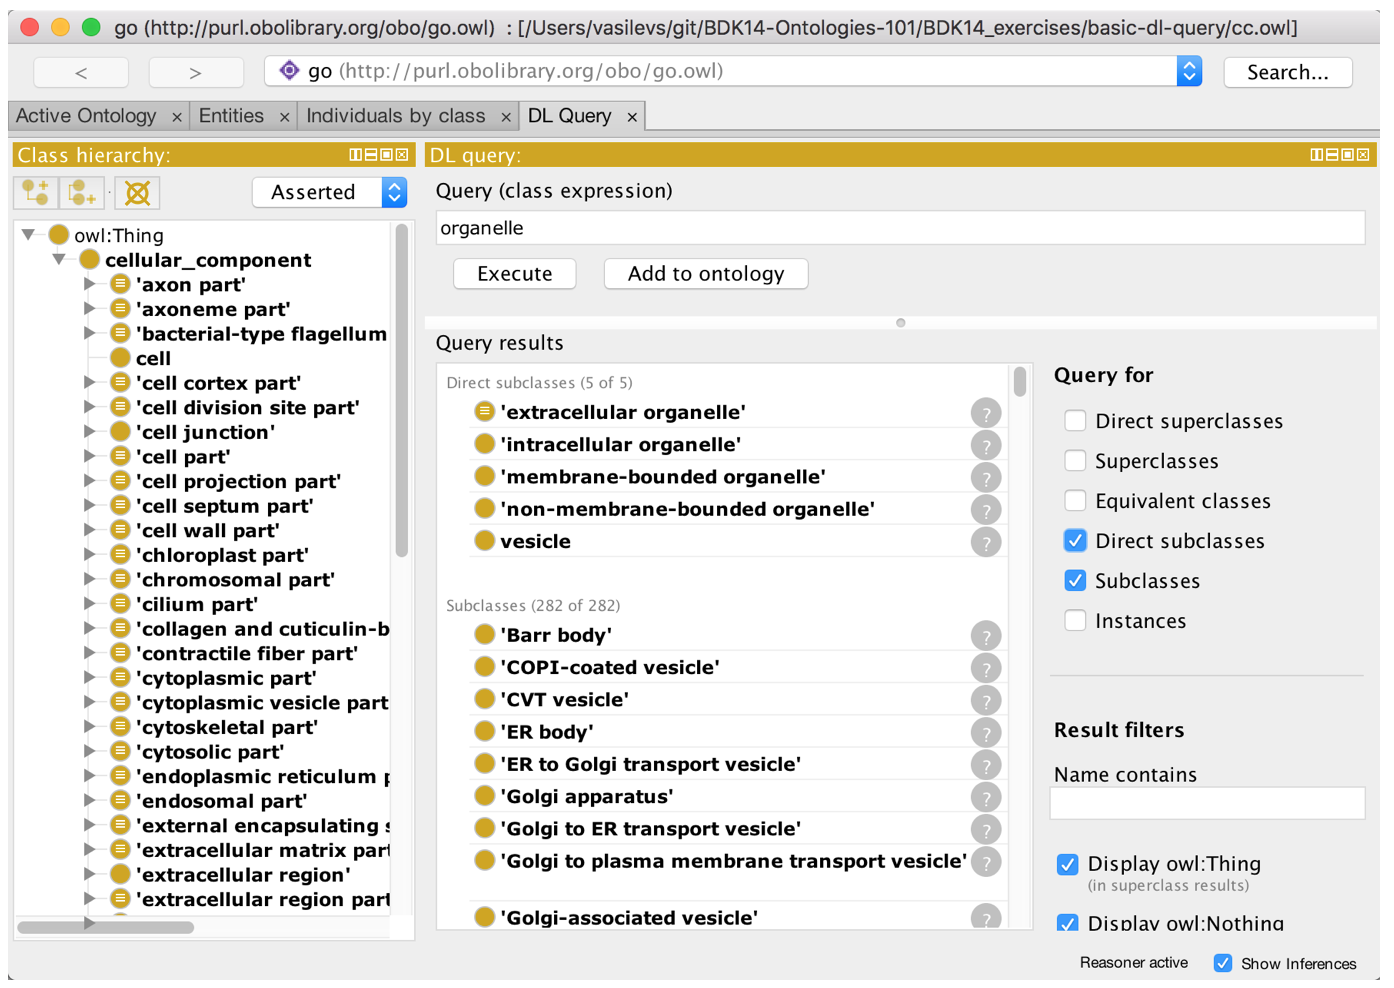 go (http://purl.obolibrary.org/obo/go.owl) : [/Users/vasilevs/git/BDK14-Ontologies-101/BDK14_exercises/basic-dl-query/cc.owl]
< > go (http://purl.obolibrary.org/obo/go.owl) Search...
Active Ontology × Entities × Individuals by class × DL Query ×
Class hierarchy:
Asserted
owl:Thing
cellular_component
'axon part'
'axoneme part'
'bacterial-type flagellum
cell
'cell cortex part'
'cell division site part'
'cell junction'
'cell part'
'cell projection part'
'cell septum part'
'cell wall part'
'chloroplast part'
'chromosomal part'
'cilium part'
'collagen and cuticulin-b
'contractile fiber part'
'cytoplasmic part'
'cytoplasmic vesicle part
'cytoskeletal part'
'cytosolic part'
'endoplasmic reticulum p
'endosomal part'
'external encapsulating s
'extracellular matrix part
'extracellular region'
'extracellular region part
DL query:
Query (class expression)
organelle
Execute Add to ontology
Query results
Direct subclasses (5 of 5)
'extracellular organelle' ?
'intracellular organelle' ?
'membrane-bounded organelle' ?
'non-membrane-bounded organelle' ?
vesicle ?
Subclasses (282 of 282)
'Barr body' ?
'COPI-coated vesicle' ?
'CVT vesicle' ?
'ER body' ?
'ER to Golgi transport vesicle' ?
'Golgi apparatus' ?
'Golgi to ER transport vesicle' ?
'Golgi to plasma membrane transport vesicle' ?
'Golgi-associated vesicle' ?
Query for
Direct superclasses
Superclasses
Equivalent classes
Direct subclasses
Subclasses
Instances
Result filters
Name contains
Display owl:Thing
(in superclass results)
Display owl:Nothing
Reasoner active Show Inferences